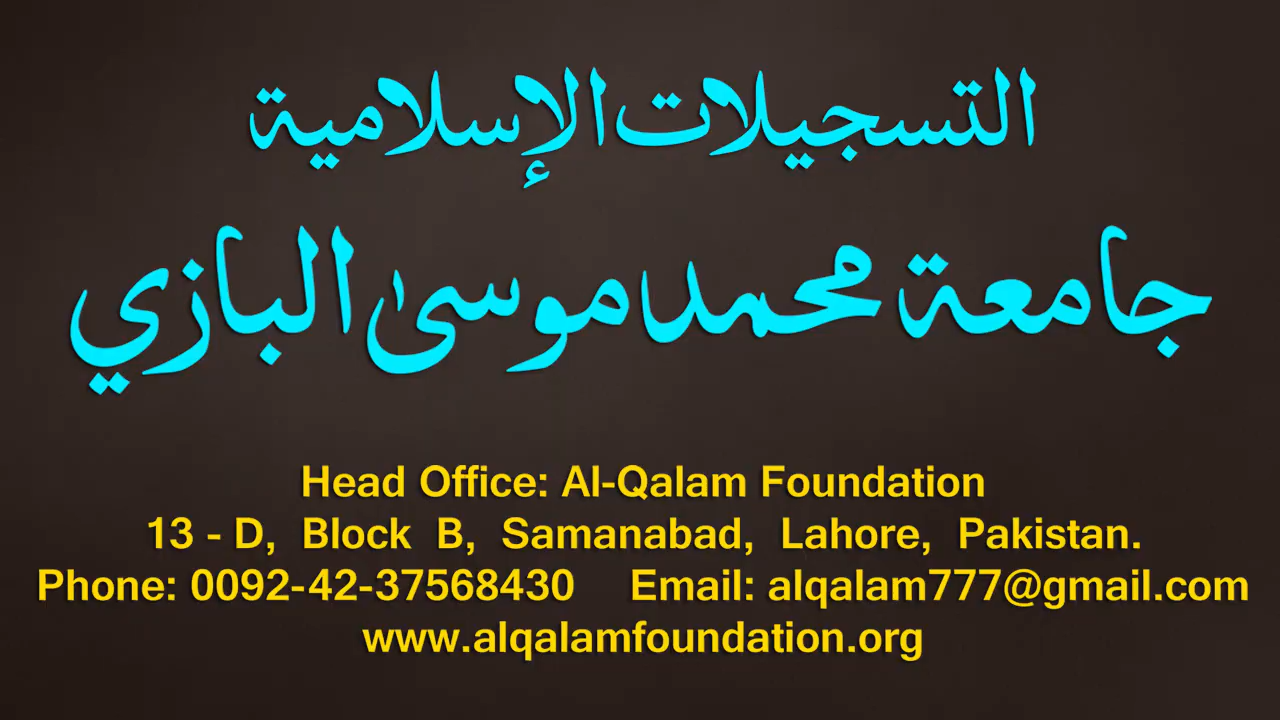 التسجيلات الإسلامية
جامعة محمد موسىٰ البازي
Head Office: Al-Qalam Foundation
13 - D, Block B, Samanabad, Lahore, Pakistan.
Phone: 0092-42-37568430 Email: alqalam777@gmail.com
www.alqalamfoundation.org